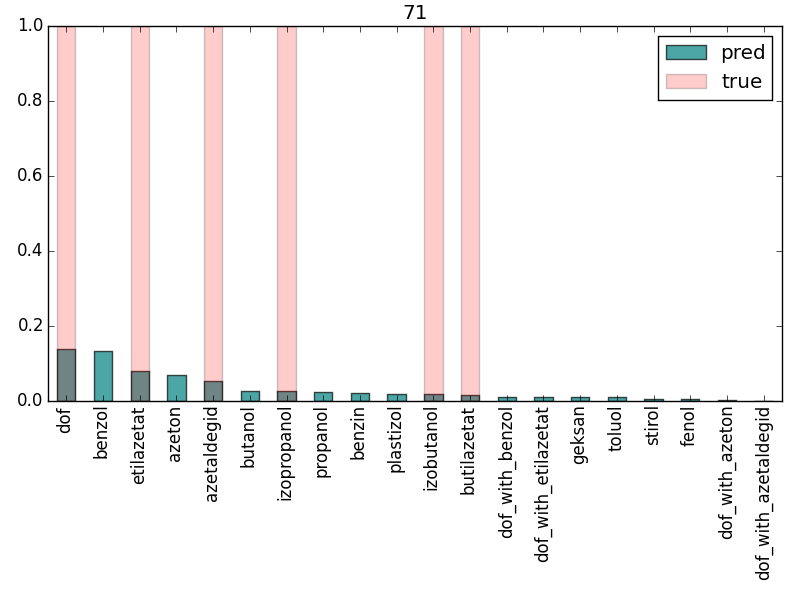 71
1.0
0.8
0.6
0.4
0.2
0.0
pred
true
dof
benzol
etilazetat
azeton
azetaldegid
butanol
izopropanol
propanol
benzin
plastizol
izobutanol
butilazetat
dof_with_benzol
dof_with_etilazetat
geksan
toluol
stirol
fenol
dof_with_azeton
dof_with_azetaldegid